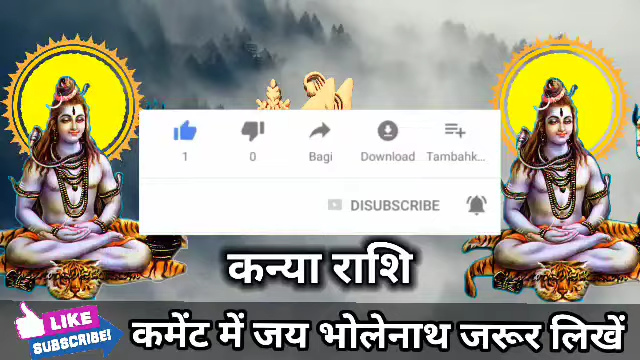 1 0 Bagi Download Tambahk...
DISUBSCRIBE
कन्या राशि
LIKE
SUBSCRIBE!
कमेंट में जय भोलेनाथ जरूर लिखें